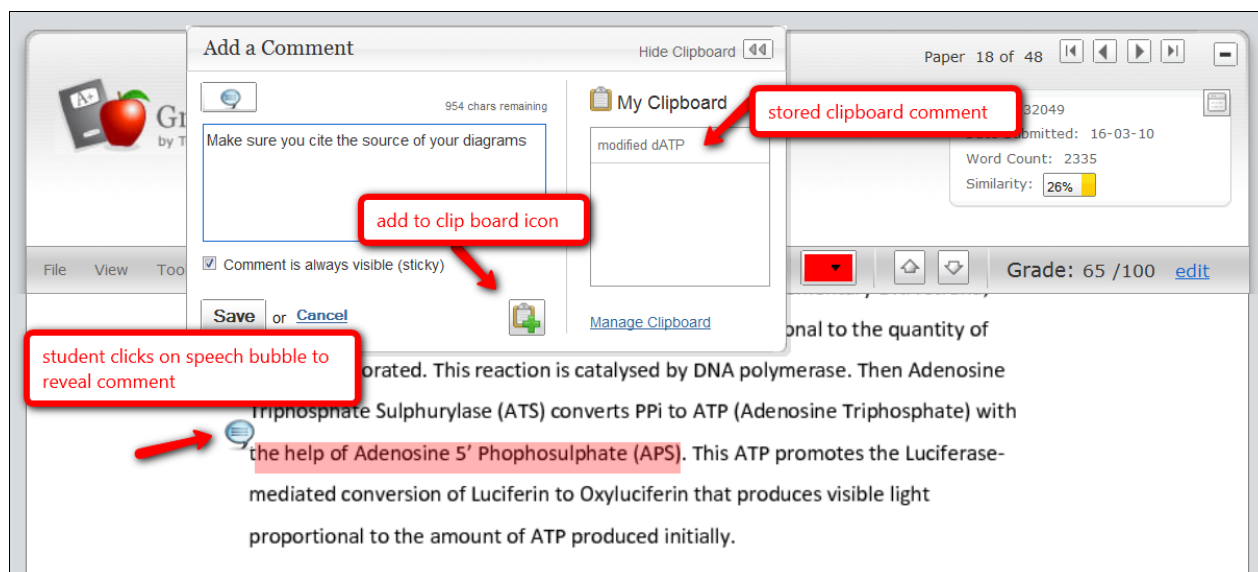 Add a Comment
Hide Clipboard
Paper 18 of 48
A+
Gr
by T
954 chars remaining
My Clipboard
stored clipboard comment
32049
Make sure you cite the source of your diagrams
modified dATP
Submitted: 16-03-10
Word Count: 2335
Similarity: 26%
add to clip board icon
File View Too
Comment is always visible (sticky)
Grade: 65 /100 edit
Save or Cancel
Manage Clipboard
onal to the quantity of
student clicks on speech bubble to
reveal comment
orated. This reaction is catalysed by DNA polymerase. Then Adenosine
Triphosphate Sulphurylase (ATS) converts PPi to ATP (Adenosine Triphosphate) with
the help of Adenosine 5' Phophosulphate (APS). This ATP promotes the Luciferase-
mediated conversion of Luciferin to Oxyluciferin that produces visible light
proportional to the amount of ATP produced initially.